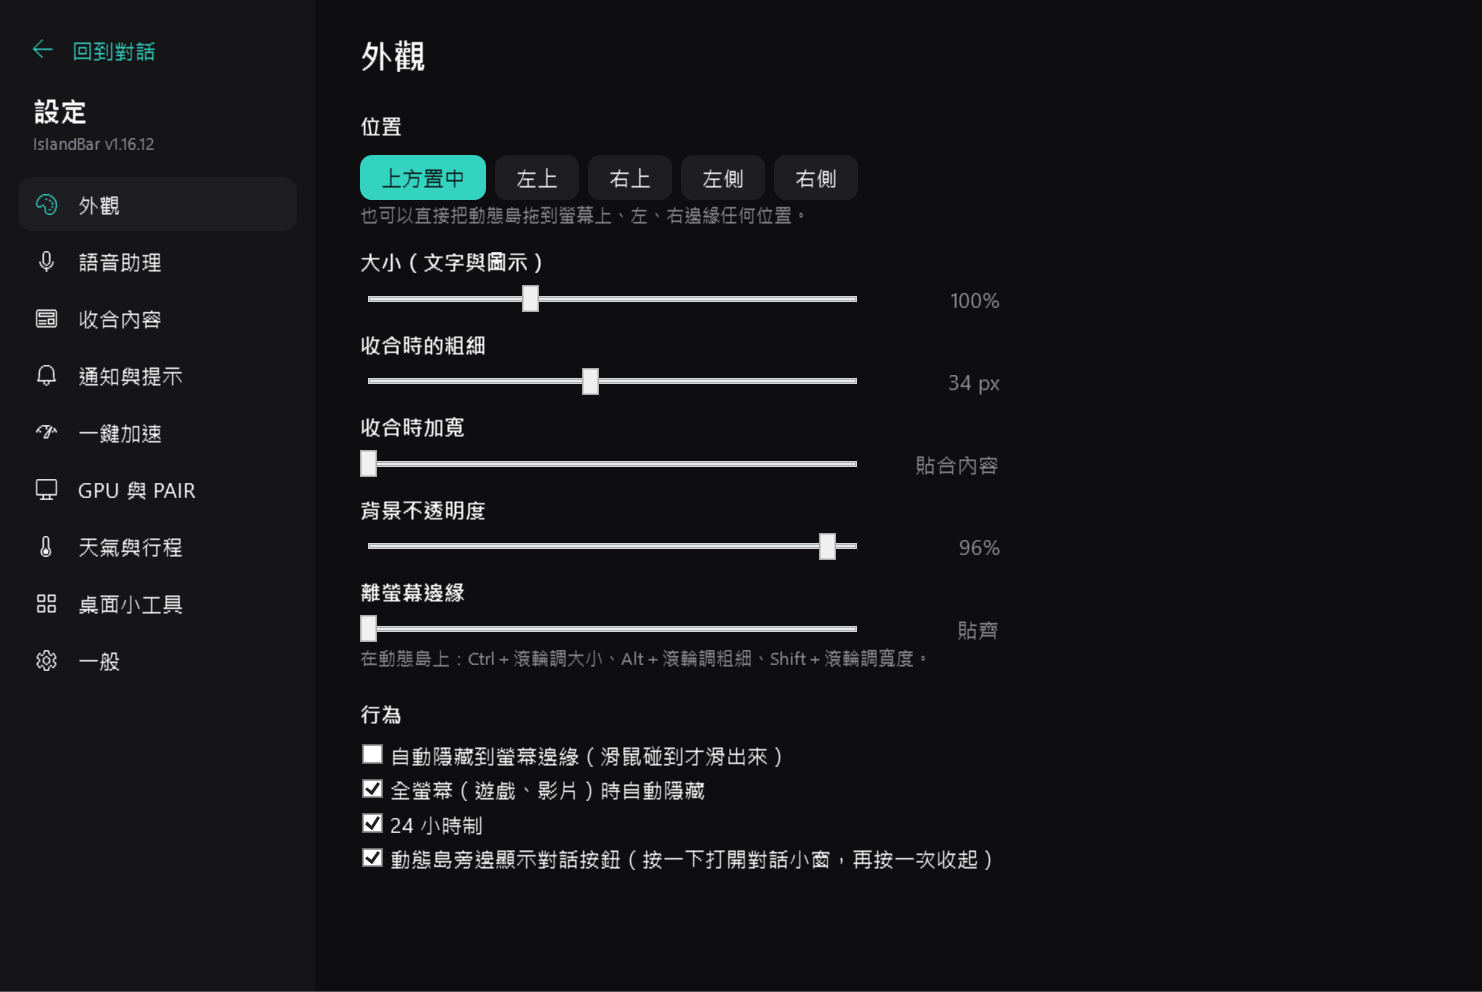 回到對話
設定
IslandBar v1.16.12
外觀
語音助理
收合內容
通知與提示
一鍵加速
GPU 與 PAIR
天氣與行程
桌面小工具
一般
外觀
位置
上方置中 左上 右上 左側 右側
也可以直接把動態島拖到螢幕上、左、右邊緣任何位置。
大小（文字與圖示）
100%
收合時的粗細
34 px
收合時加寬
貼合內容
背景不透明度
96%
離螢幕邊緣
貼齊
在動態島上：Ctrl + 滾輪調大小、Alt + 滾輪調粗細、Shift + 滾輪調寬度。
行為
自動隱藏到螢幕邊緣（滑鼠碰到才滑出來）
全螢幕（遊戲、影片）時自動隱藏
24 小時制
動態島旁邊顯示對話按鈕（按一下打開對話小窗，再按一次收起）